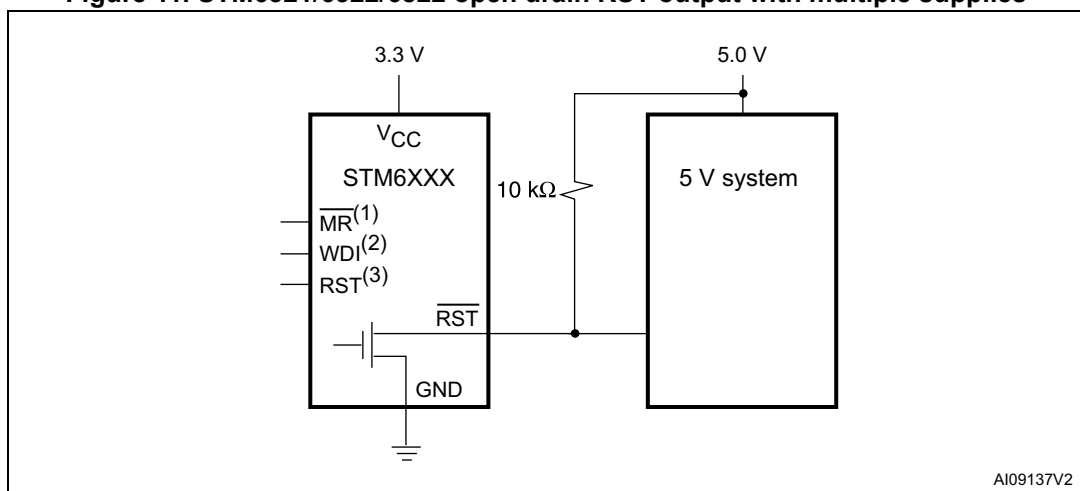 3.3 V
5.0 V
VCC
STM6XXX
10 kΩ
5 V system
MR(1)
WDI(2)
RST(3)
RST
GND
AI09137V2